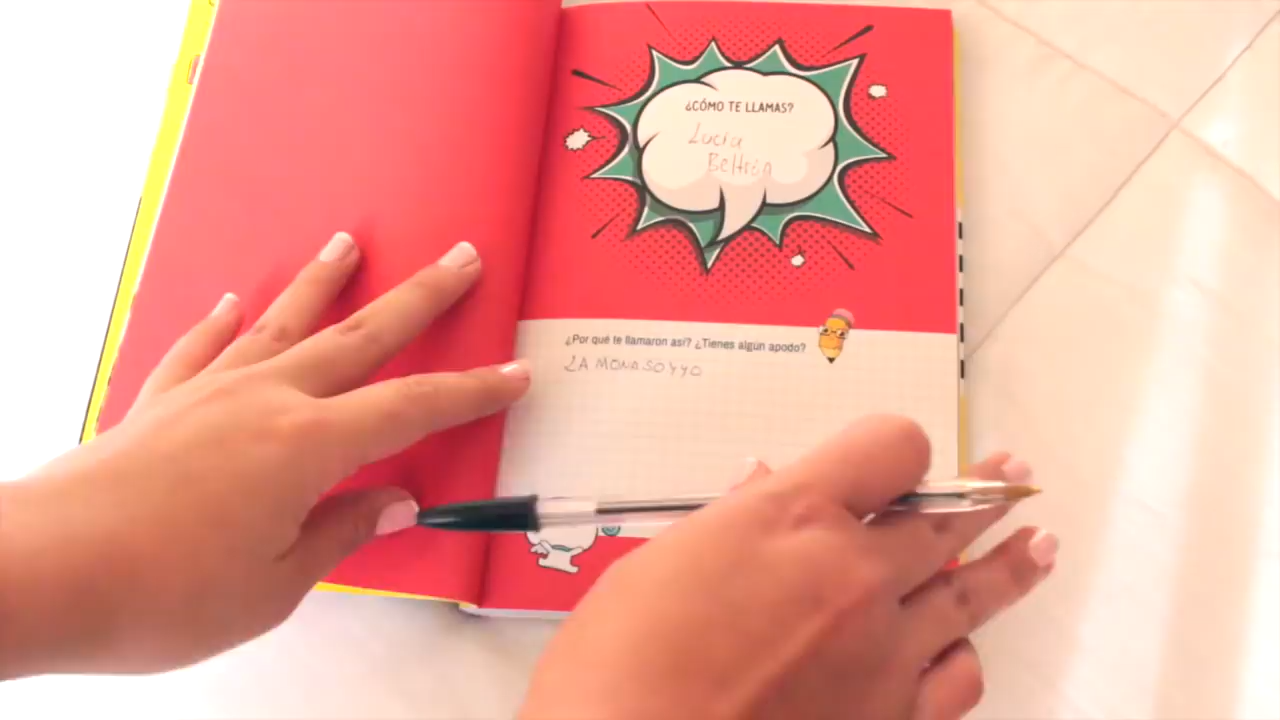 ¿CÓMO TE LLAMAS?
Lucía
Beltrán
¿Por qué te llamaron así? ¿Tienes algún apodo?
LA MONA SOY YO